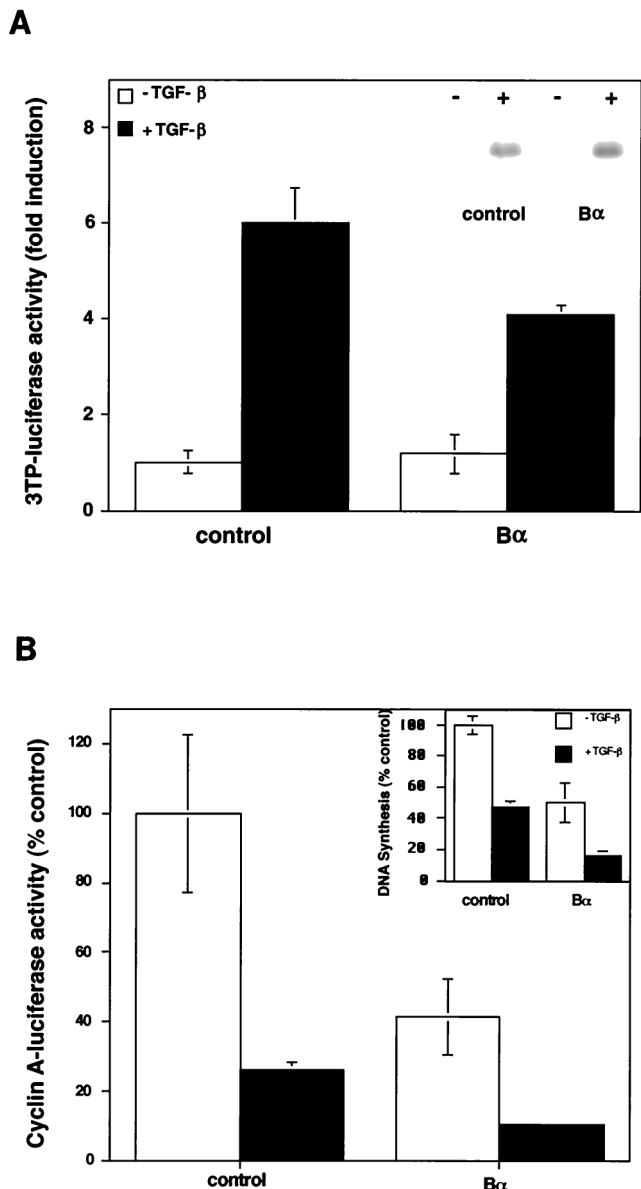 A
3TP-luciferase activity (fold induction)
- TGF- β
+ TGF-β
- + - +
control Bα
8
6
4
2
0
control Bα
B
Cyclin A-luciferase activity (% control)
120
100
80
60
40
20
0
DNA Synthesis (% control)
100
80
60
40
20
0
- TGF-β
+ TGF-β
control Bα
control Bα